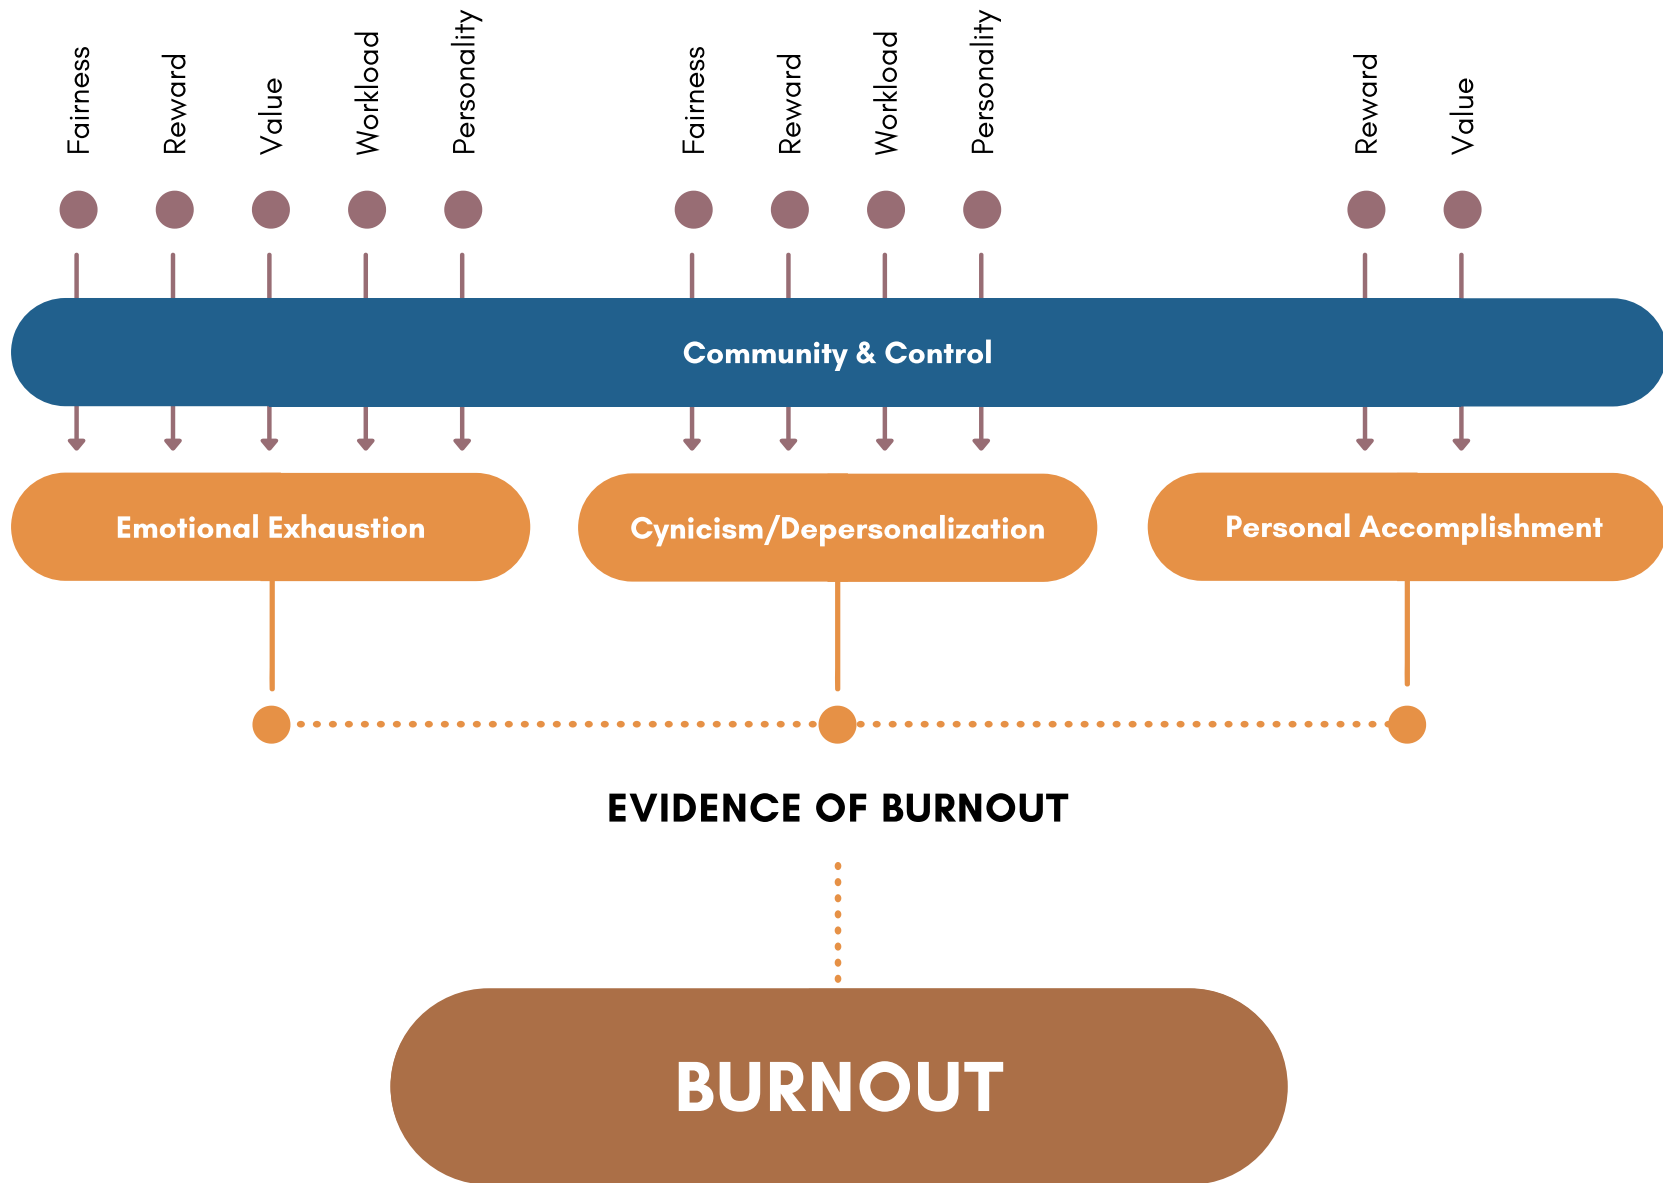 Fairness
Reward
Value
Workload
Personality
Fairness
Reward
Workload
Personality
Reward
Value
Community & Control
Emotional Exhaustion
Cynicism/Depersonalization
Personal Accomplishment
EVIDENCE OF BURNOUT
BURNOUT